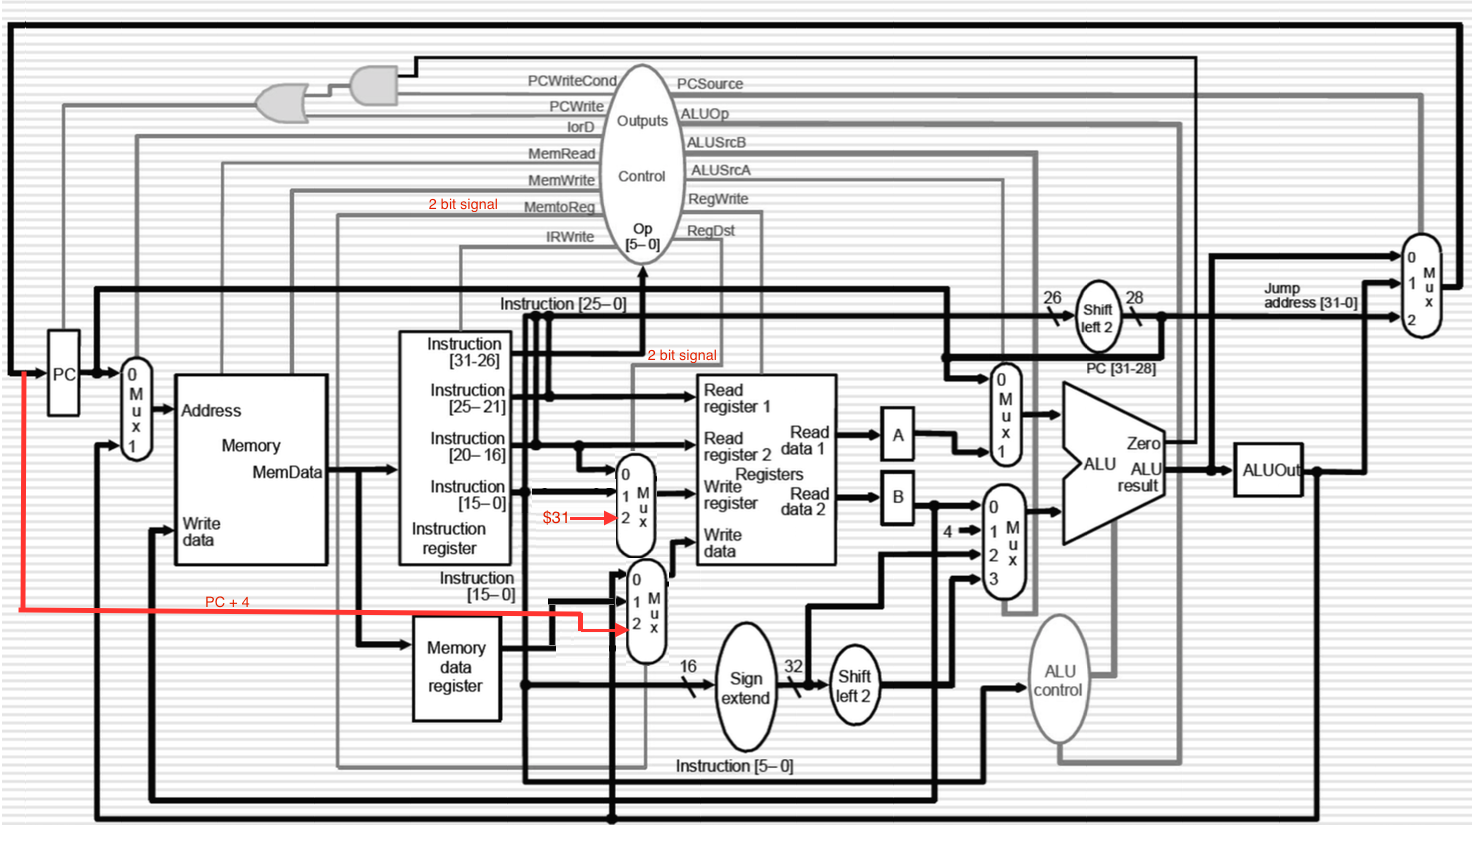 PCWriteCond
PCSource
PCWrite
ALUOp
Outputs
IorD
ALUSrcB
MemRead
ALUSrcA
Control
MemWrite
RegWrite
2 bit signal
MemtoReg
RegDst
Op
[5–0]
IRWrite
Instruction [25–0]
26
28
Shift
left 2
Jump
address [31-0]
0
1
2
M
u
x
PC [31-28]
PC
0
M
u
x
1
Address
Memory
MemData
Write
data
Instruction
[31-26]
Instruction
[25–21]
Instruction
[20–16]
Instruction
[15–0]
Instruction
register
2 bit signal
0
1
2
M
u
x
$31
Read
register 1
Read
register 2
Registers
Write
register
Write
data
Read
data 1
Read
data 2
A
B
0
M
u
x
1
4
0
1
2
3
M
u
x
Zero
ALU
ALU
result
ALUOut
Instruction
[15–0]
PC + 4
0
1
2
M
u
x
Memory
data
register
16
Sign
extend
32
Shift
left 2
ALU
control
Instruction [5–0]